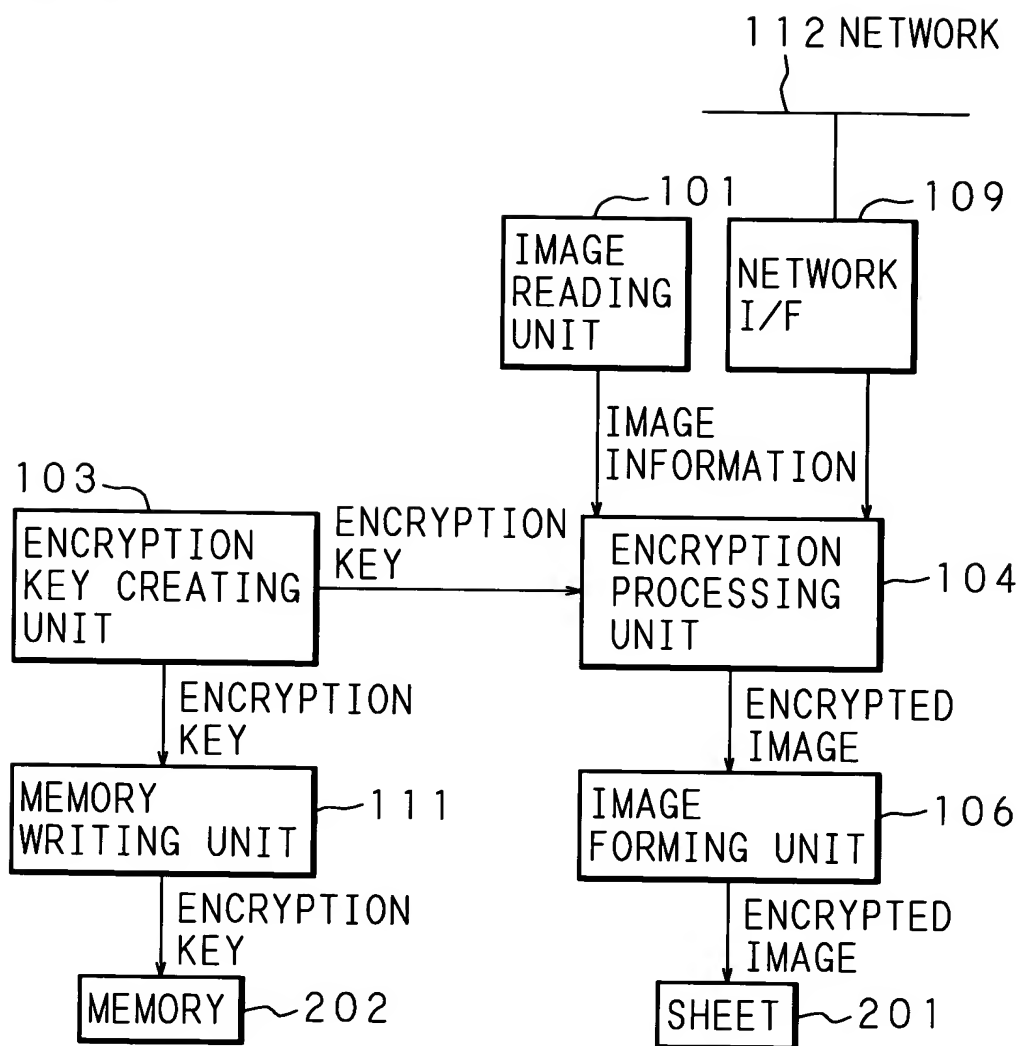 112 NETWORK
101
109
IMAGE
READING
UNIT
NETWORK
I/F
IMAGE
INFORMATION
103
ENCRYPTION
KEY CREATING
UNIT
ENCRYPTION
KEY
ENCRYPTION
PROCESSING
UNIT
104
ENCRYPTION
KEY
ENCRYPTED
IMAGE
MEMORY
WRITING UNIT
111
IMAGE
FORMING UNIT
106
ENCRYPTION
KEY
ENCRYPTED
IMAGE
MEMORY
202
SHEET
201